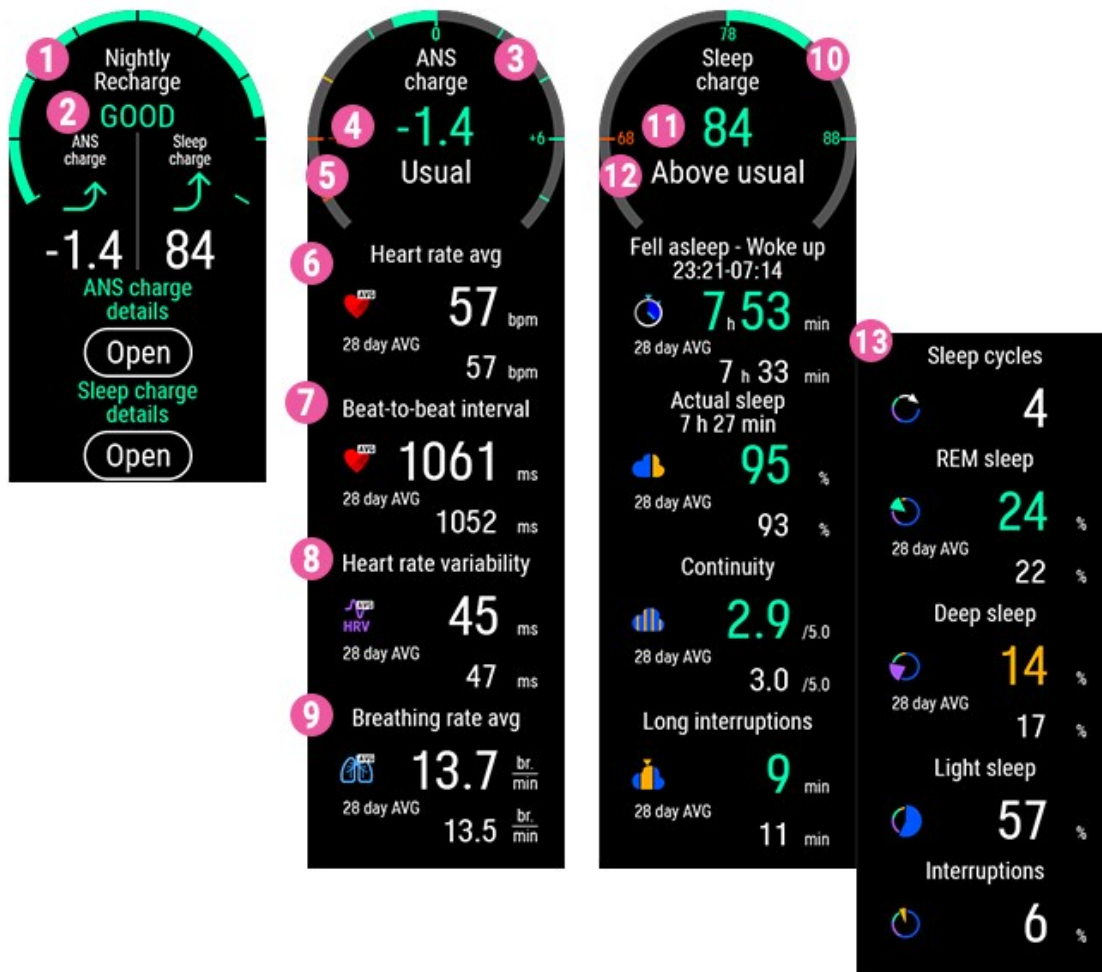 1
Nightly
Recharge
2
GOOD
ANS
charge
Sleep
charge
-1.4
84
ANS charge
details
Open
Sleep charge
details
Open
0
3
ANS
charge
4
-1.4
+6
5
Usual
6
Heart rate avg
AVG
57 bpm
28 day AVG
57 bpm
7
Beat-to-beat interval
AVG
1061 ms
28 day AVG
1052 ms
8
Heart rate variability
AVG
HRV
45 ms
28 day AVG
47 ms
9
Breathing rate avg
AVG
13.7 br.
min
28 day AVG
13.5 br.
min
78
10
Sleep
charge
68
11
84
88
12
Above usual
Fell asleep - Woke up
23:21-07:14
7 h 53 min
28 day AVG
7 h 33 min
Actual sleep
7 h 27 min
95 %
28 day AVG
93 %
Continuity
2.9 /5.0
28 day AVG
3.0 /5.0
Long interruptions
9 min
28 day AVG
11 min
13
Sleep cycles
4
REM sleep
24 %
28 day AVG
22 %
Deep sleep
14 %
28 day AVG
17 %
Light sleep
57 %
Interruptions
6 %